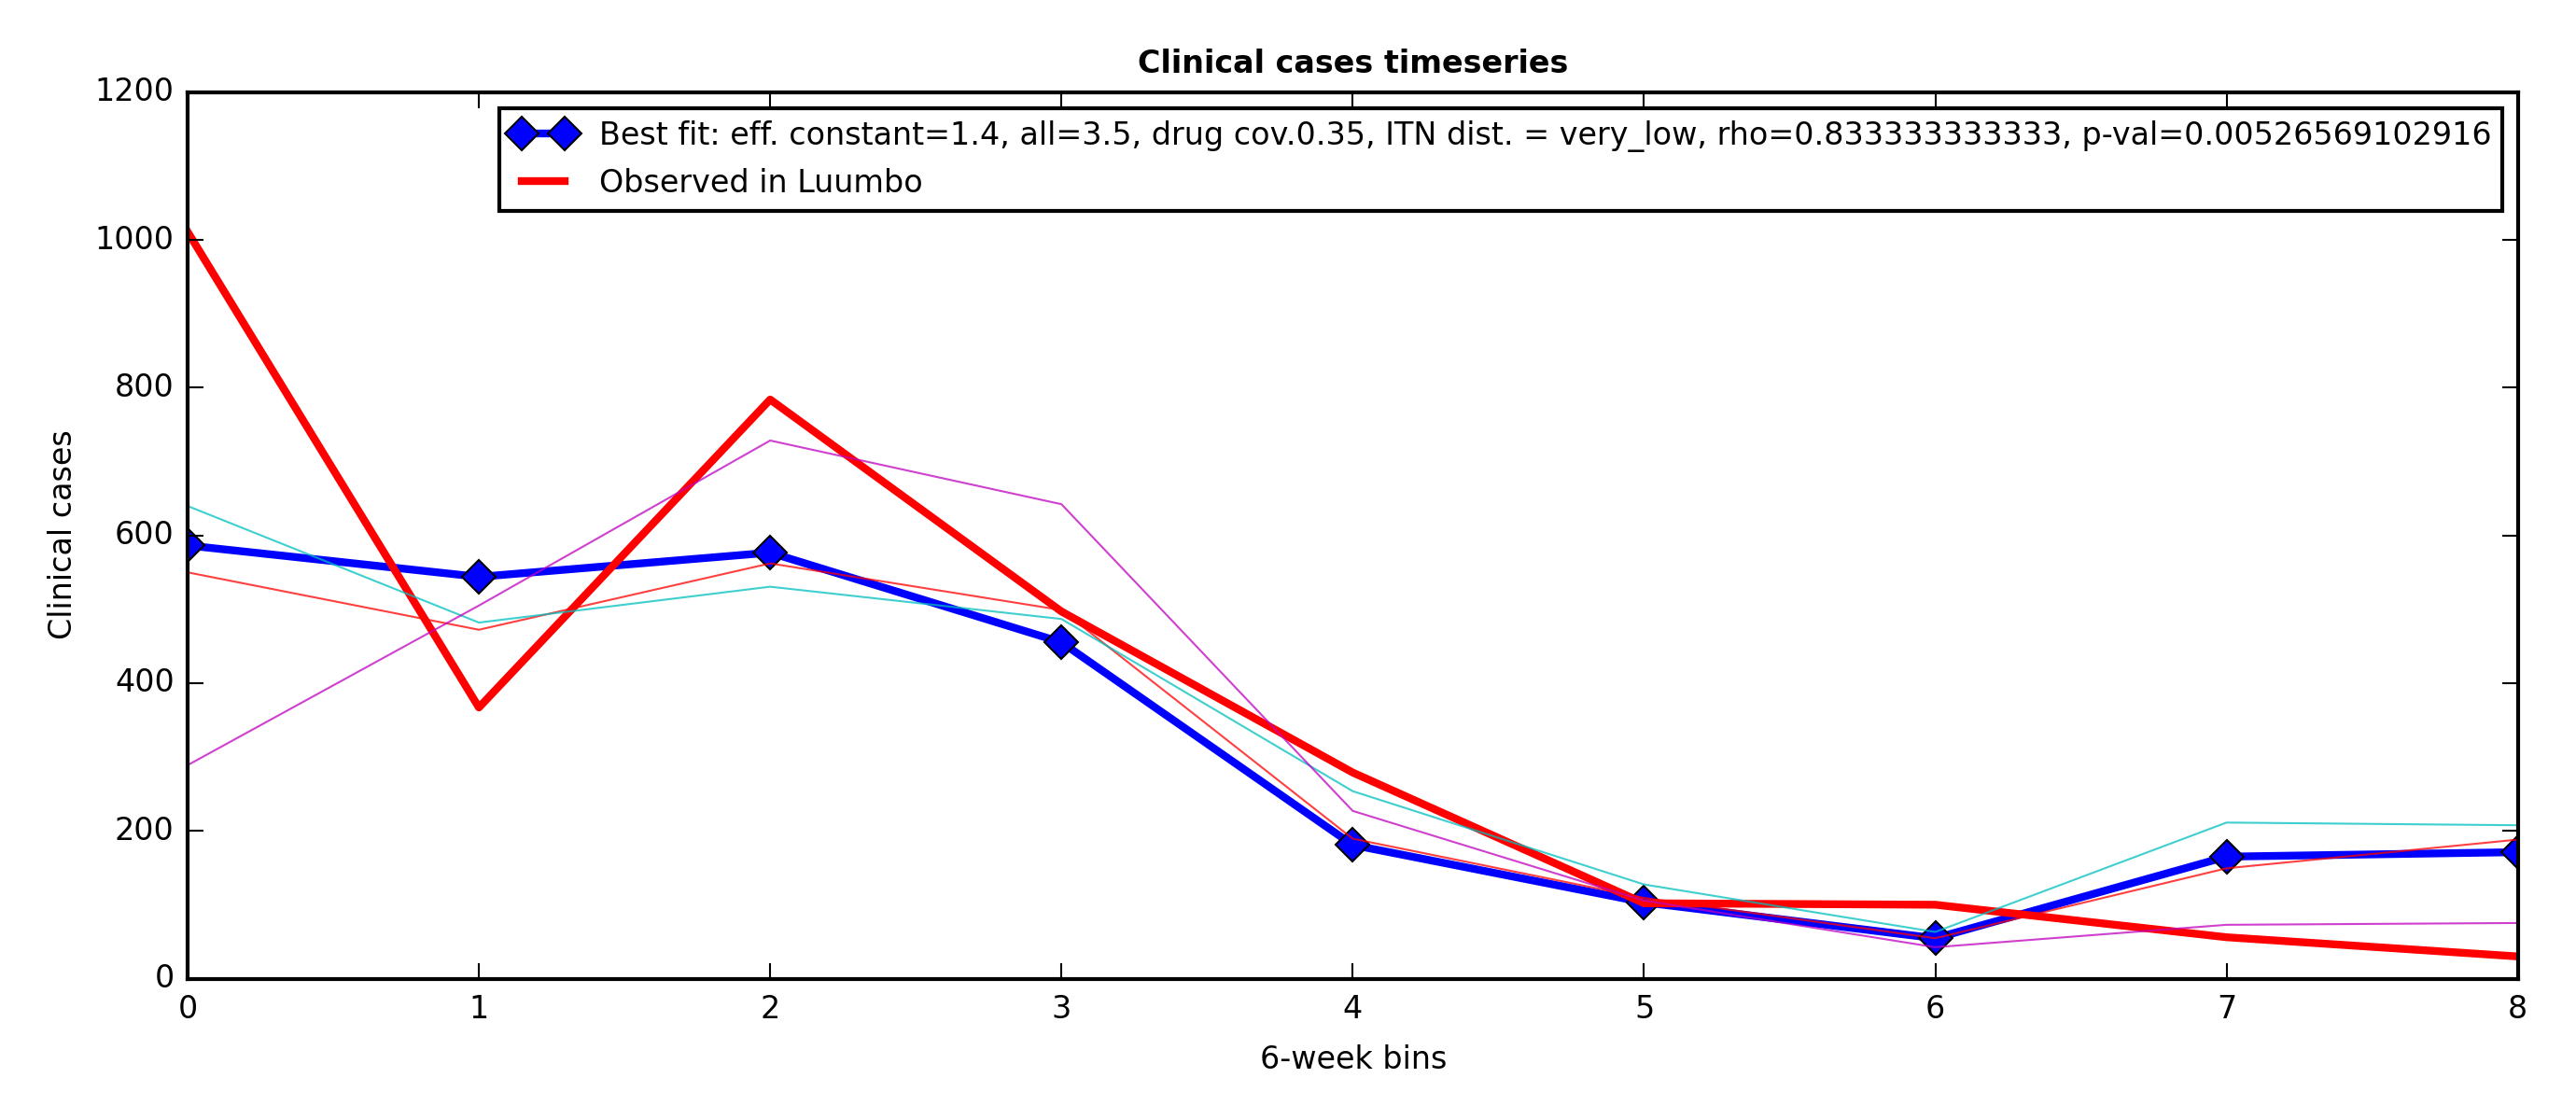 Clinical cases timeseries
1200
1000
800
600
400
200
0
Clinical cases
Best fit: eff. constant=1.4, all=3.5, drug cov.0.35, ITN dist. = very_low, rho=0.833333333333, p-val=0.00526569102916
Observed in Luumbo
0 1 2 3 4 5 6 7 8
6-week bins